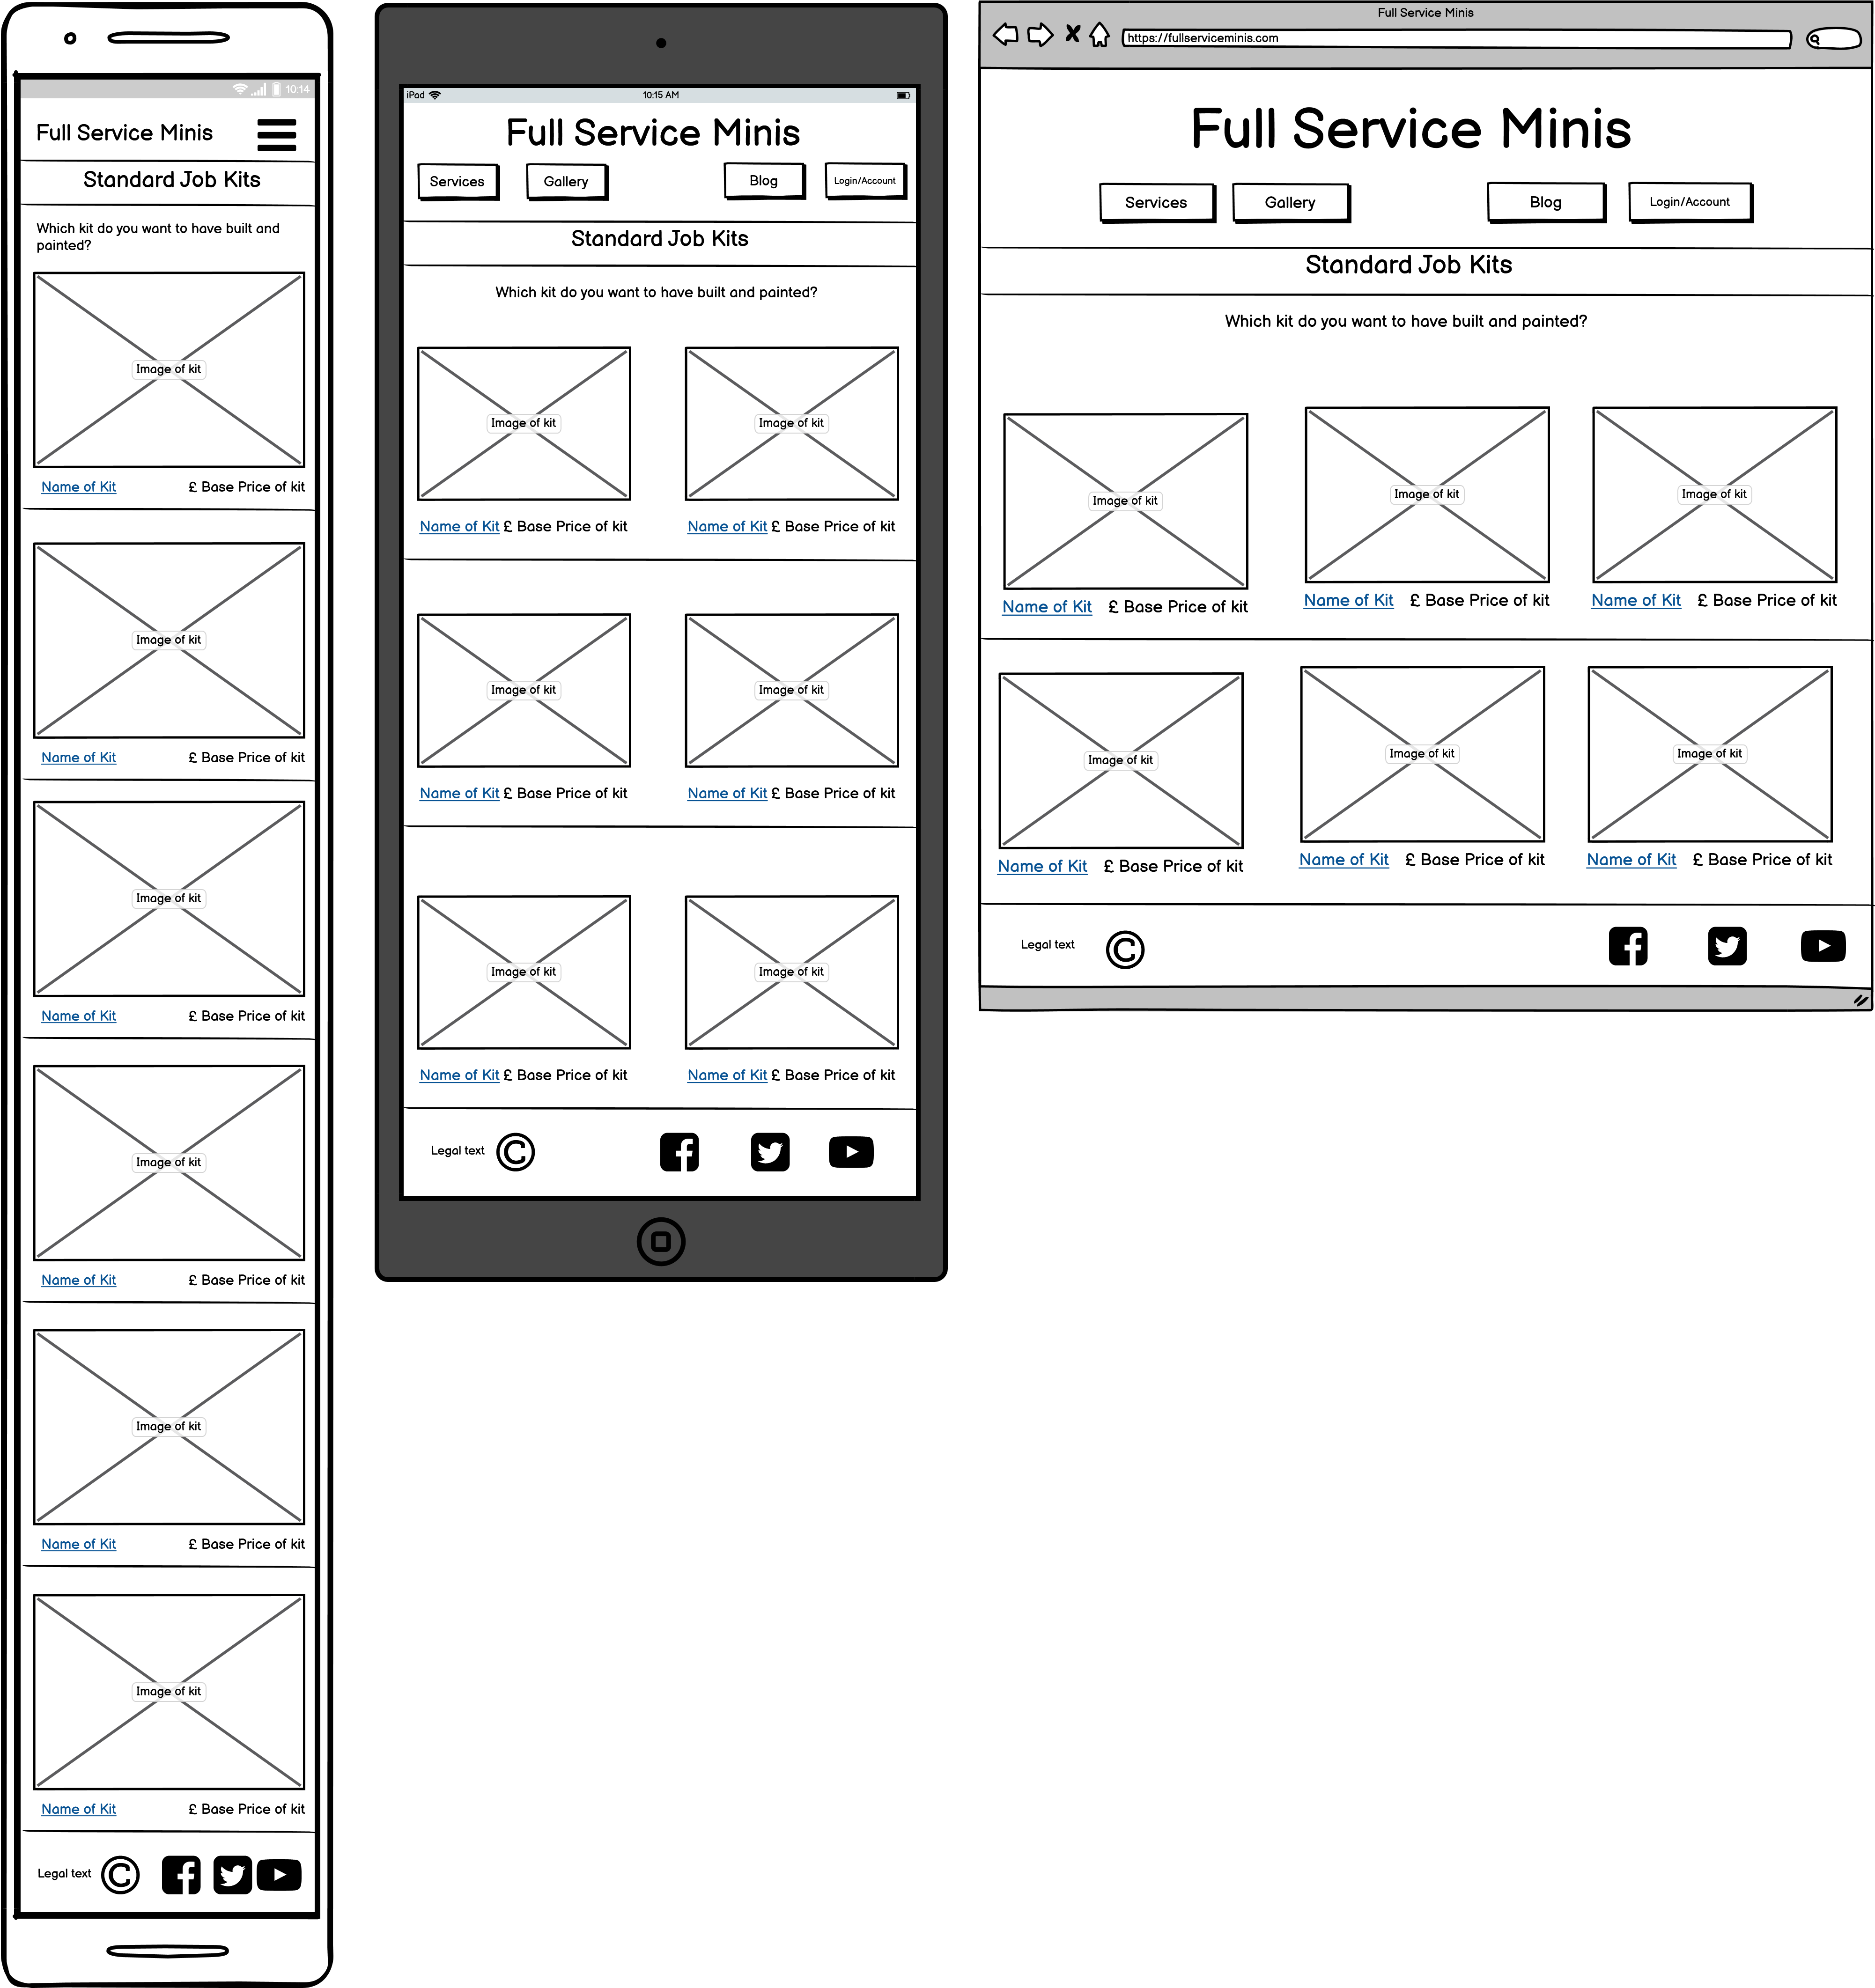 10:14
Full Service Minis
Standard Job Kits
Which kit do you want to have built and
painted?
Image of kit
Name of Kit £ Base Price of kit
Image of kit
Name of Kit £ Base Price of kit
Image of kit
Name of Kit £ Base Price of kit
Image of kit
Name of Kit £ Base Price of kit
Image of kit
Name of Kit £ Base Price of kit
Image of kit
Name of Kit £ Base Price of kit
Legal text ©
iPad 10:15 AM
Full Service Minis
Services Gallery Blog Login/Account
Standard Job Kits
Which kit do you want to have built and painted?
Image of kit Image of kit
Name of Kit £ Base Price of kit Name of Kit £ Base Price of kit
Image of kit Image of kit
Name of Kit £ Base Price of kit Name of Kit £ Base Price of kit
Image of kit Image of kit
Name of Kit £ Base Price of kit Name of Kit £ Base Price of kit
Legal text ©
Full Service Minis
https://fullserviceminis.com
Full Service Minis
Services Gallery Blog Login/Account
Standard Job Kits
Which kit do you want to have built and painted?
Image of kit Image of kit Image of kit
Name of Kit £ Base Price of kit Name of Kit £ Base Price of kit Name of Kit £ Base Price of kit
Image of kit Image of kit Image of kit
Name of Kit £ Base Price of kit Name of Kit £ Base Price of kit Name of Kit £ Base Price of kit
Legal text ©